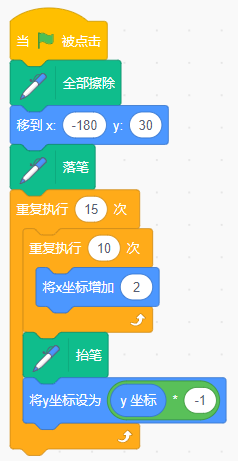 当 被点击
全部擦除
移到 x: -180 y: 30
落笔
重复执行 15 次
重复执行 10 次
将x坐标增加 2
抬笔
将y坐标设为 y 坐标 * -1